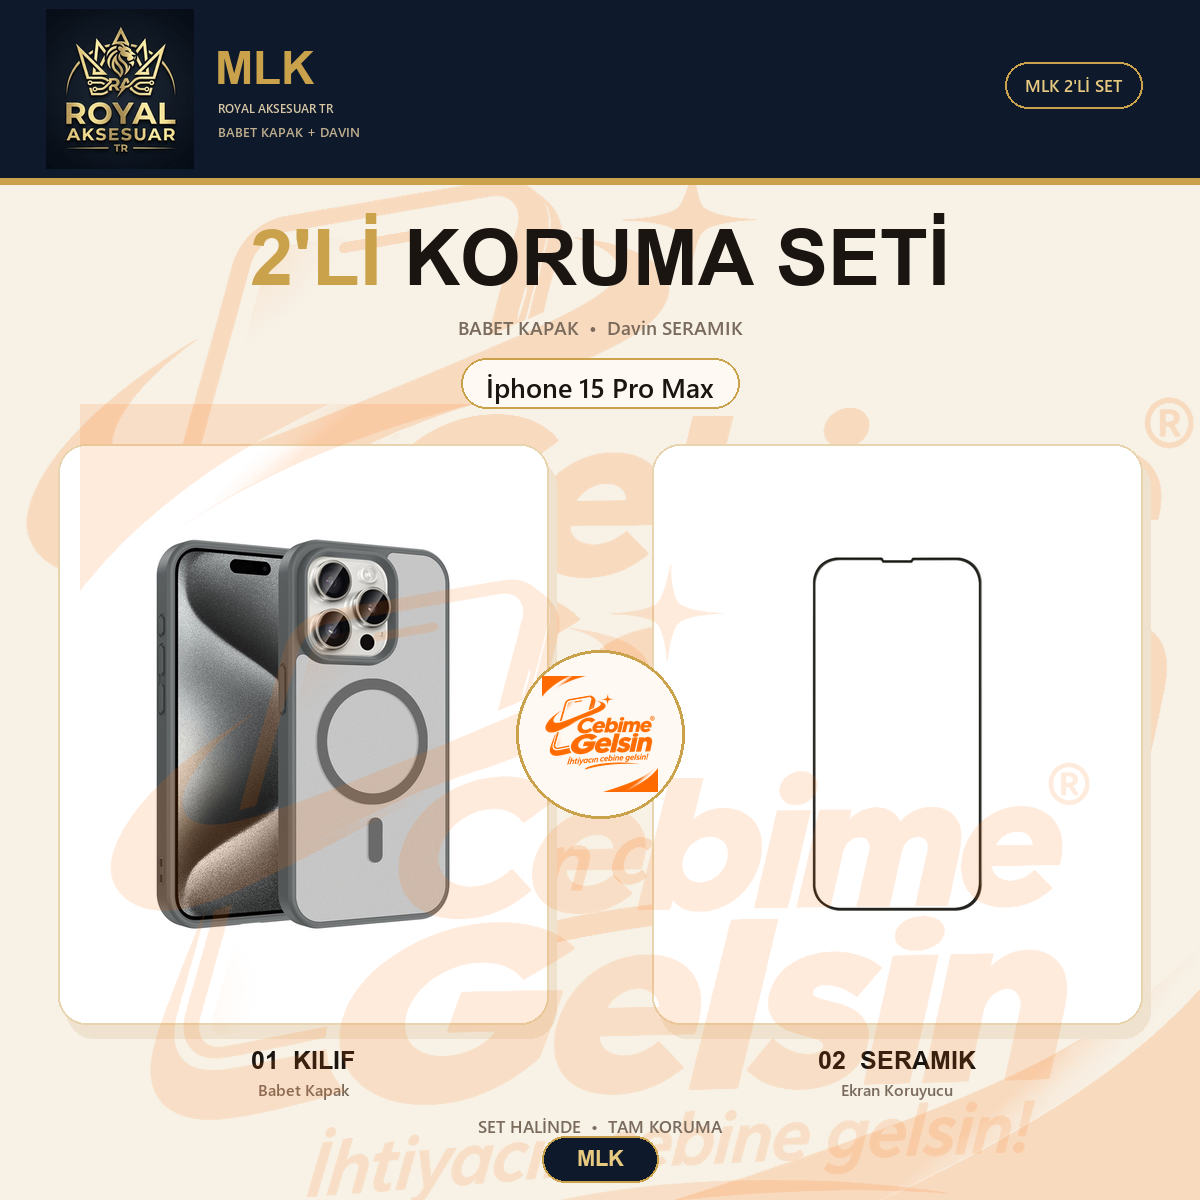 RA
ROYAL
AKSESUAR
TR
MLK
ROYAL AKSESUAR TR
BABET KAPAK + DAVIN
MLK 2'Lİ SET
2'Lİ KORUMA SETİ
BABET KAPAK • Davin SERAMIK
İphone 15 Pro Max
®
Cebime®
Gelsin
İhtiyacın cebine gelsin!
Cebime®
Gelsin
İhtiyacın cebine gelsin!
01 KILIF
Babet Kapak
02 SERAMIK
Ekran Koruyucu
SET HALİNDE • TAM KORUMA
MLK